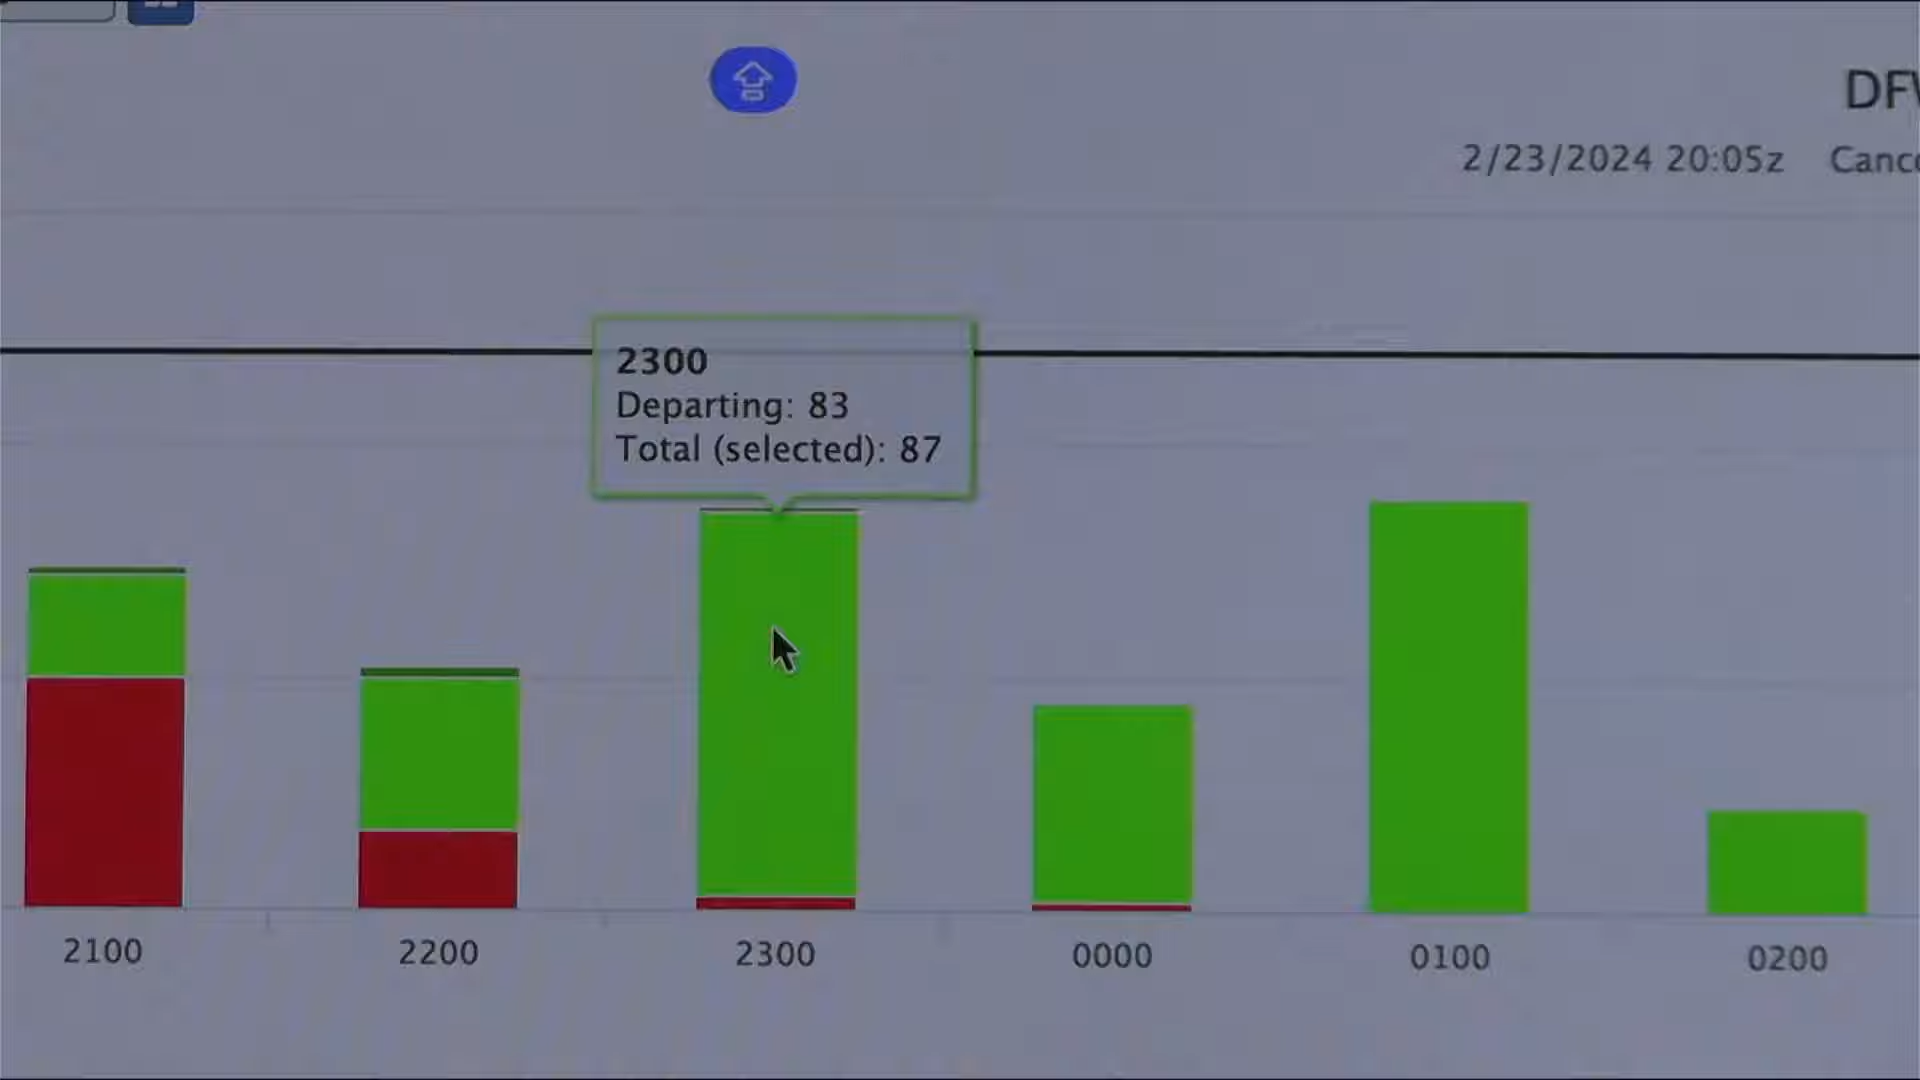 DF
2/23/2024 20:05z
2300
Departing: 83
Total (selected): 87
2100 2200 2300 0000 0100 0200